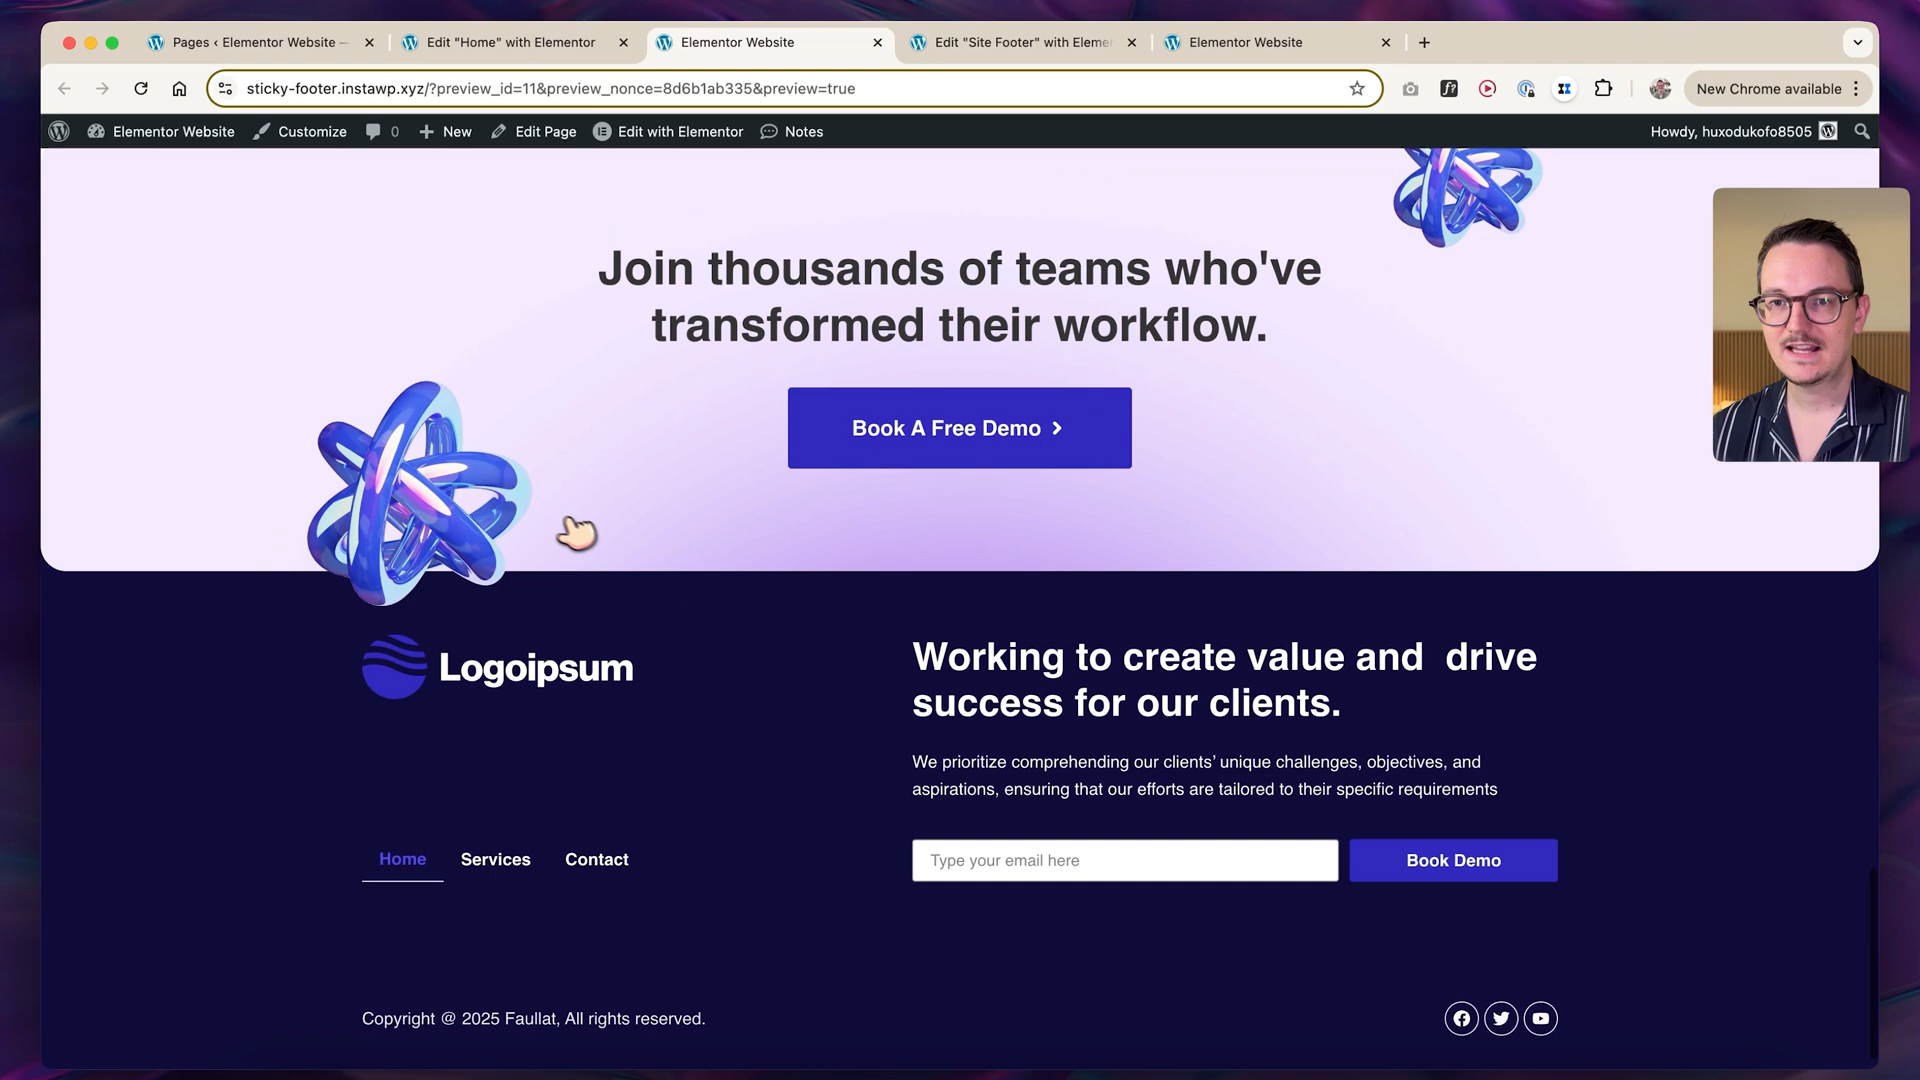 Pages ‹ Elementor Website —
Edit "Home" with Elementor
Elementor Website
Edit "Site Footer" with Eleme
Elementor Website
sticky-footer.instawp.xyz/?preview_id=11&preview_nonce=8d6b1ab335&preview=true
f?
New Chrome available
Elementor Website
Customize
0
New
Edit Page
Edit with Elementor
Notes
Howdy, huxodukofo8505
Join thousands of teams who've
transformed their workflow.
Book A Free Demo
Logoipsum
Working to create value and drive
success for our clients.
We prioritize comprehending our clients’ unique challenges, objectives, and
aspirations, ensuring that our efforts are tailored to their specific requirements
Home
Services
Contact
Type your email here
Book Demo
Copyright @ 2025 Faullat, All rights reserved.